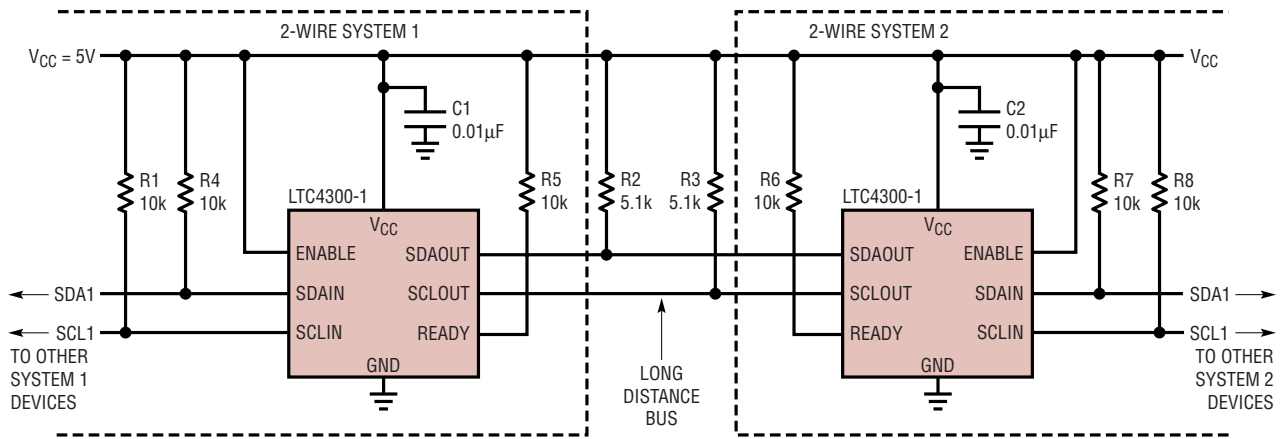 2-WIRE SYSTEM 1
2-WIRE SYSTEM 2
VCC = 5V
VCC
C1
0.01µF
C2
0.01µF
R1
10k
R4
10k
R5
10k
R2
5.1k
R3
5.1k
R6
10k
R7
10k
R8
10k
LTC4300-1
VCC
ENABLE
SDAIN
SCLIN
SDAOUT
SCLOUT
READY
GND
LTC4300-1
VCC
SDAOUT
SCLOUT
READY
ENABLE
SDAIN
SCLIN
GND
SDA1
SCL1
TO OTHER
SYSTEM 1
DEVICES
LONG
DISTANCE
BUS
SDA1
SCL1
TO OTHER
SYSTEM 2
DEVICES